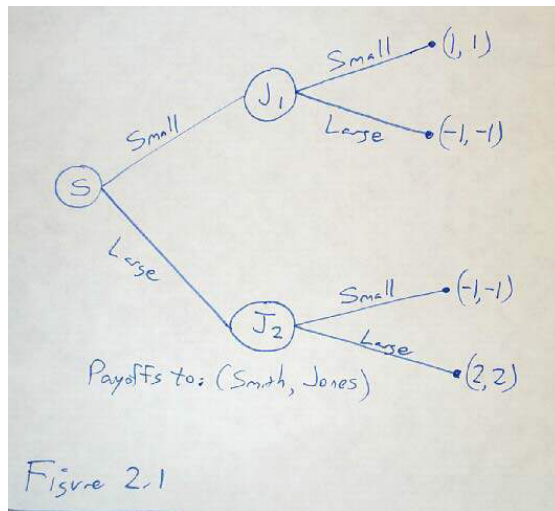 Small (1, 1)
J1
Large (-1, -1)
Small
S
Large
Small (-1, -1)
J2
Large (2, 2)
Payoffs to: (Smith, Jones)
Figure 2.1